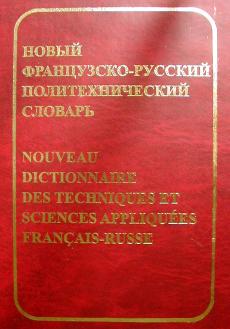 НОВЫЙ
ФРАНЦУЗСКО-РУССКИЙ
ПОЛИТЕХНИЧЕСКИЙ
СЛОВАРЬ
NOUVEAU
DICTIONNAIRE
DES TECHNIQUES ET
SCIENCES APPLIQUÉES
FRANÇAIS-RUSSE